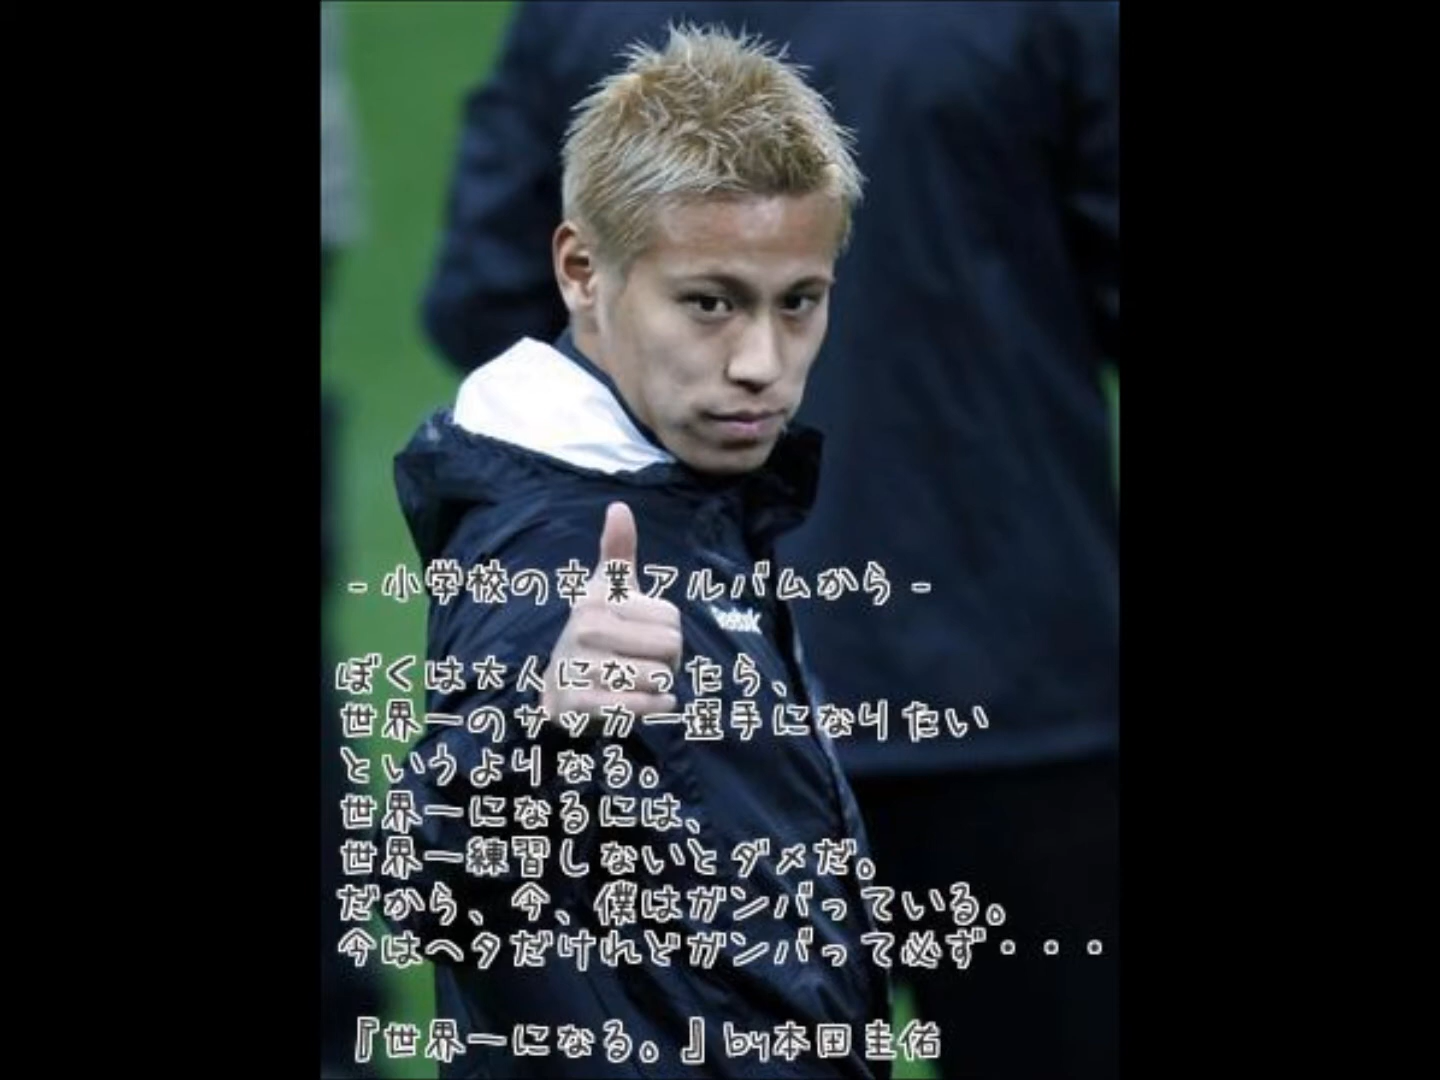 - 小学校の卒業アルバムから -
ぼくは大人になったら、
世界一のサッカー選手になりたい
というよりなる。
世界一になるには、
世界一練習しないとダメだ。
だから、今、僕はガンバっている。
今はヘタだけれどガンバって必ず・・・
『世界一になる。』by本田圭佑